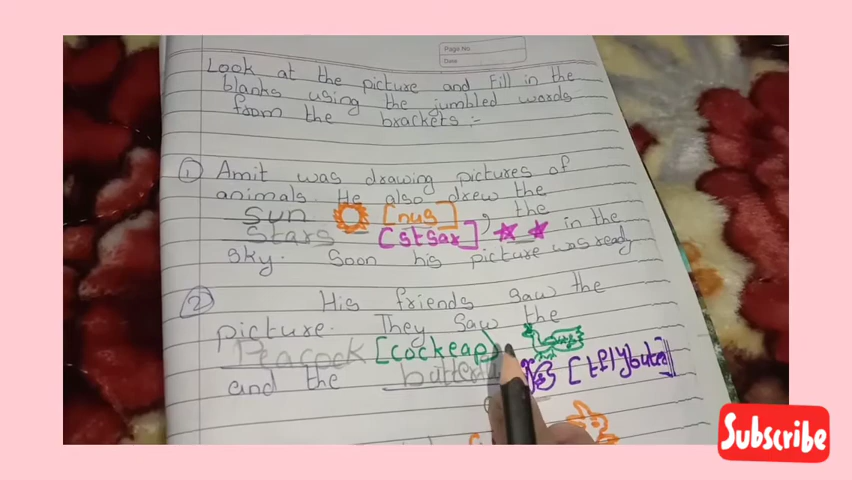 Page No.
Date
Look at the picture and Fill in the
blanks using the jumbled words
from the brackets :-
① Amit was drawing pictures of
animals. He also drew the
Sun [nus], the
Stars [stsar] in the
sky. Soon his picture was ready
② His friends saw the
picture. They saw the
Peacock [cockeap]
and the butterfly [tflybute]
Subscribe